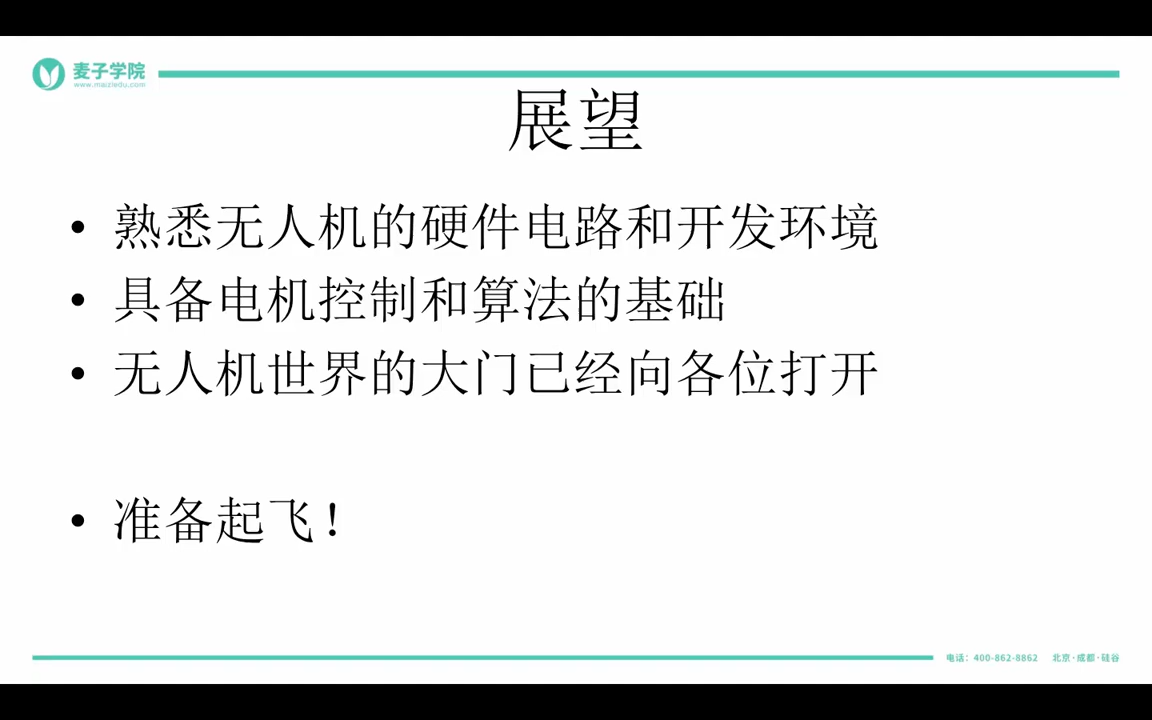 麦子学院
www.maiziedu.com
展望
• 熟悉无人机的硬件电路和开发环境
• 具备电机控制和算法的基础
• 无人机世界的大门已经向各位打开
• 准备起飞！
电话：400-862-8862 北京·成都·硅谷